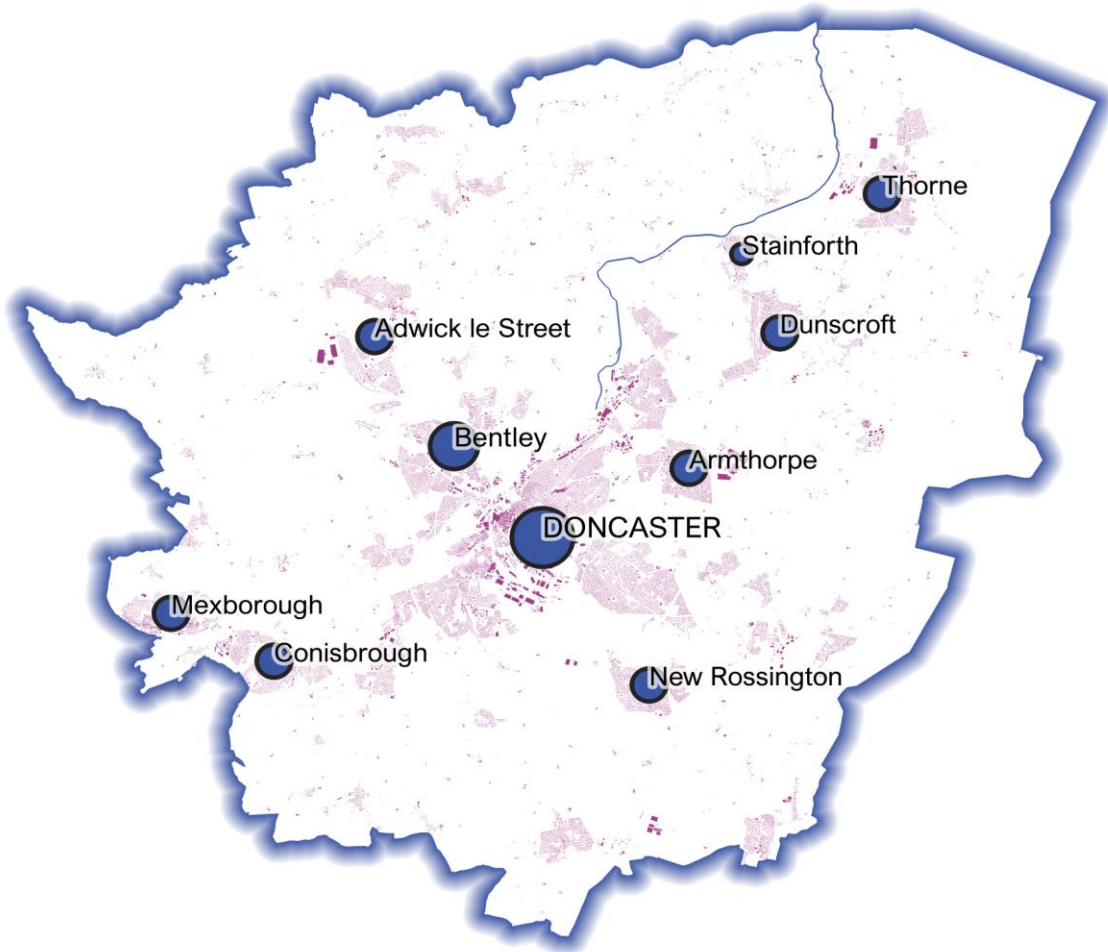 Thorne
Stainforth
Dunscroft
Adwick le Street
Bentley
Armthorpe
DONCASTER
Mexborough
Conisbrough
New Rossington